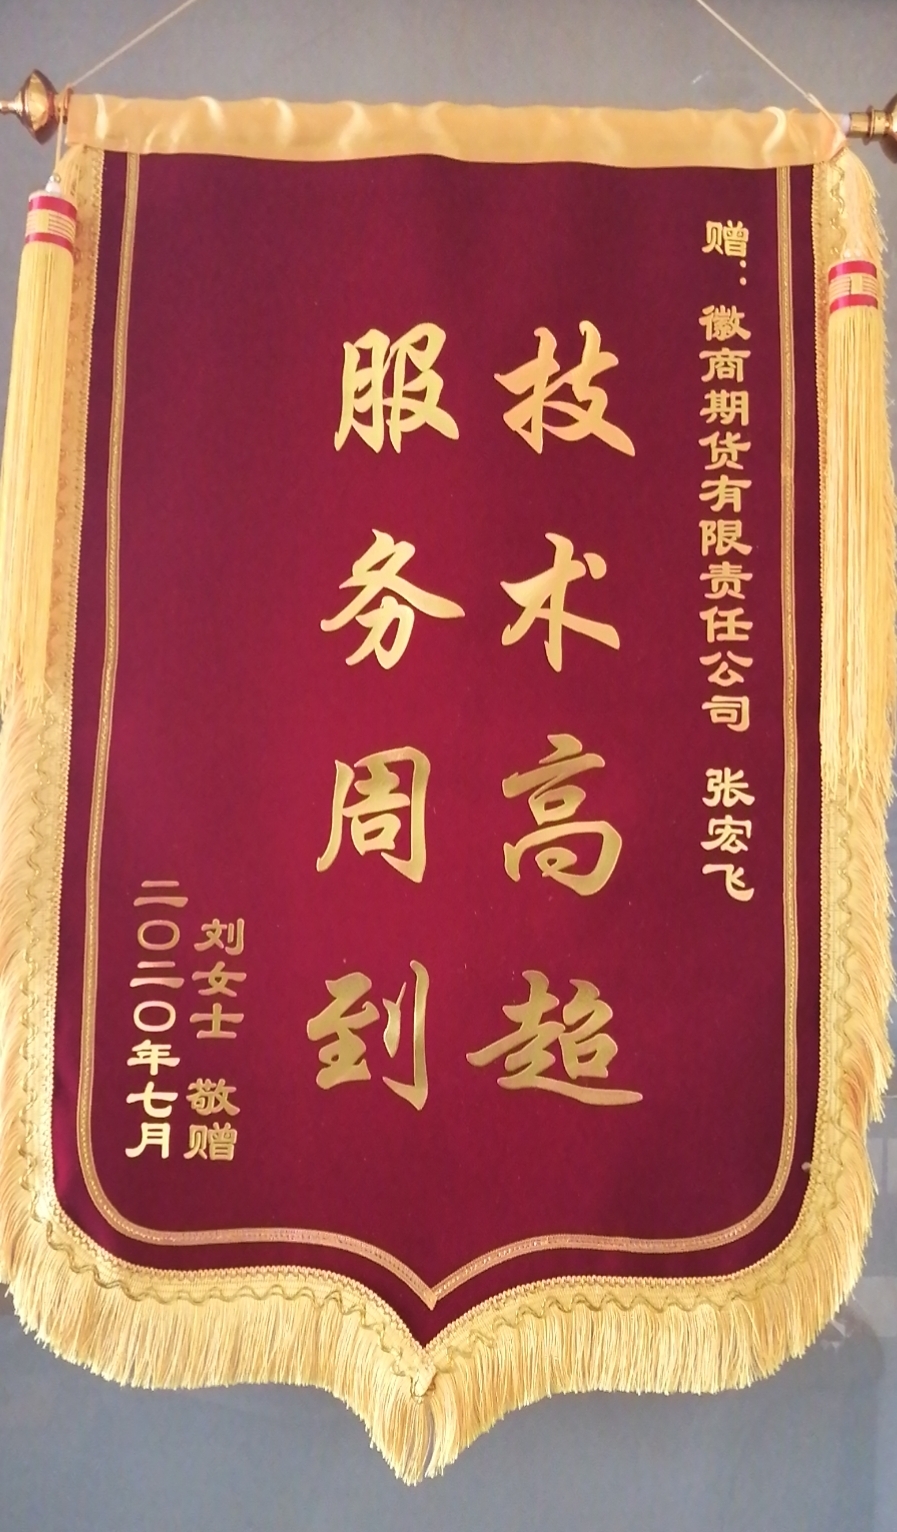 赠：徽商期货有限责任公司 张宏飞
技术高超
服务周到
刘女士 敬赠
二〇二〇年七月